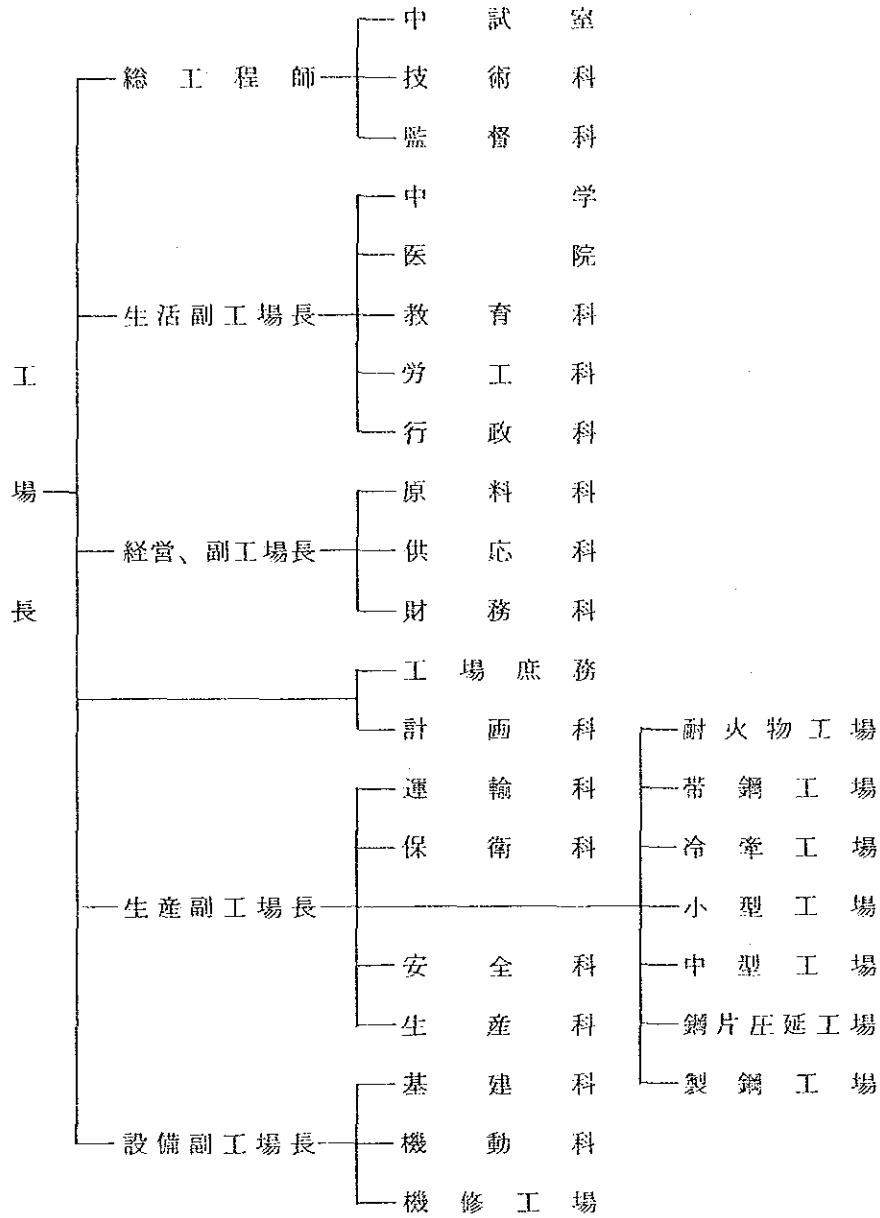 工場長
総工程師
中試室
技術科
監督科
生活副工場長
中学
医院
教育科
労工科
行政科
経営、副工場長
原料科
供応科
財務科
工場庶務
計画科
生産副工場長
運輸科
保衛科
安全科
生産科
耐火物工場
帯鋼工場
冷牽工場
小型工場
中型工場
鋼片圧延工場
製鋼工場
設備副工場長
基建科
機動科
機修工場